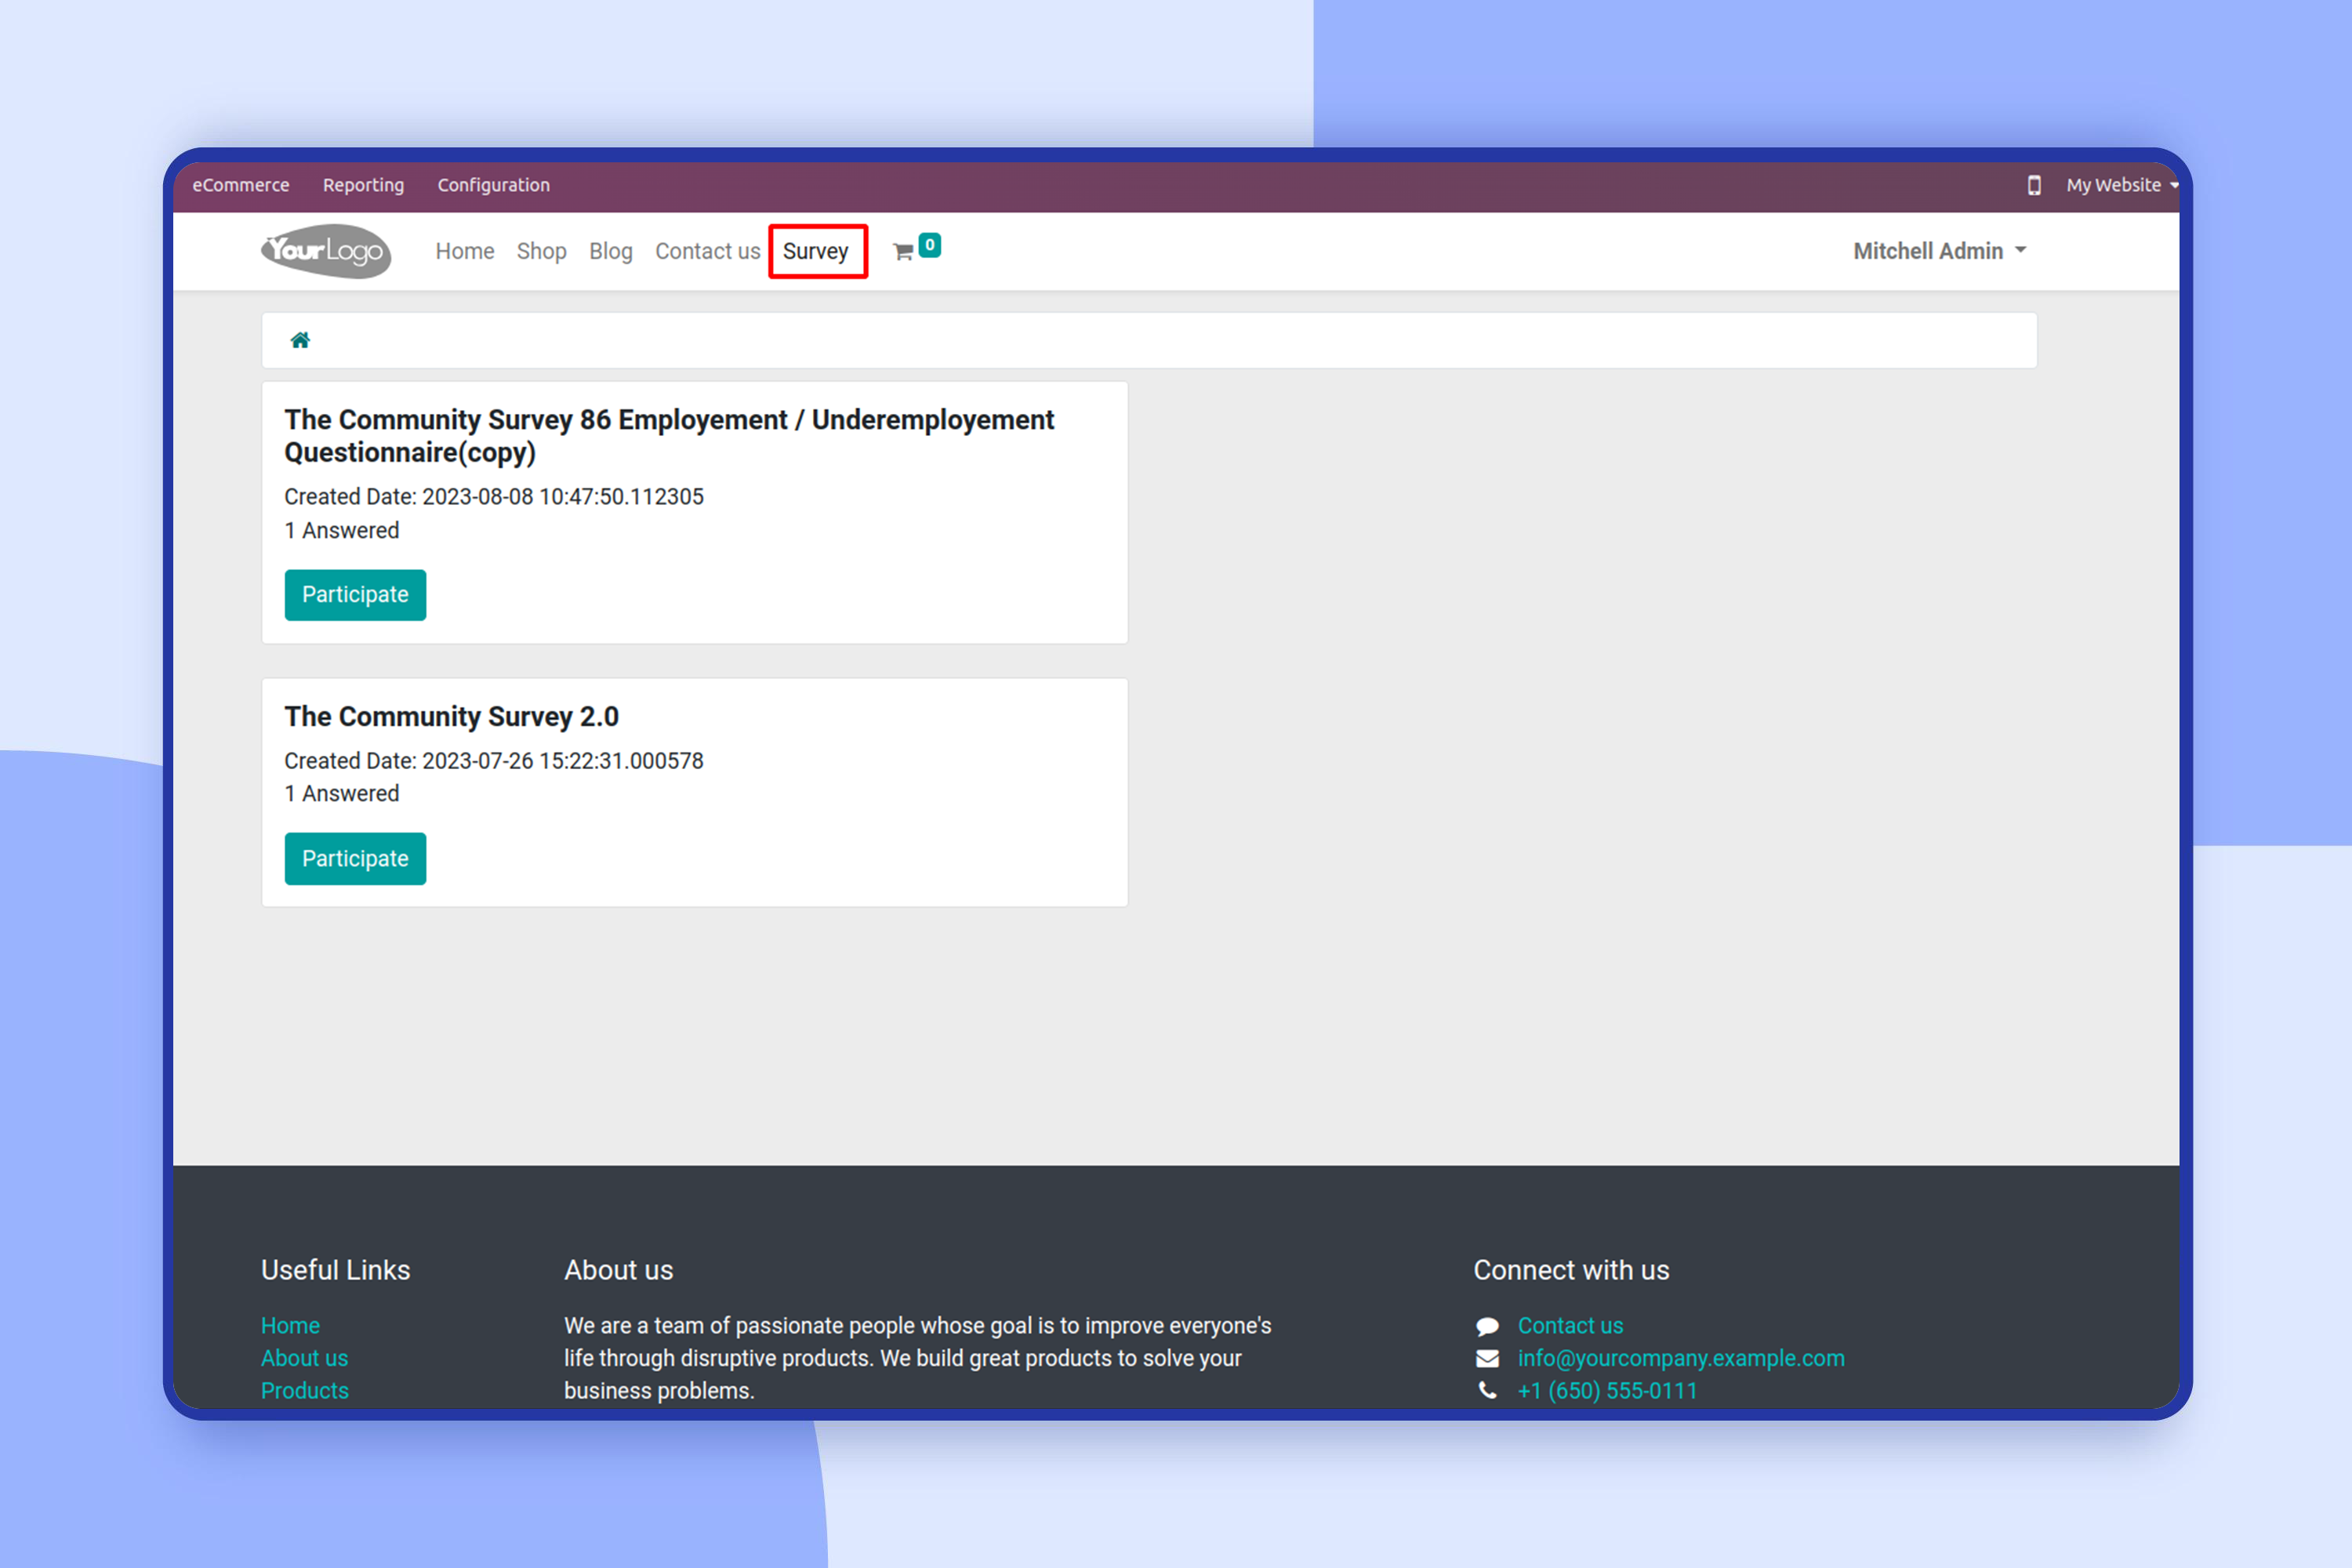 eCommerce Reporting Configuration My Website
YourLogo Home Shop Blog Contact us Survey 0 Mitchell Admin
The Community Survey 86 Employement / Underemployement
Questionnaire(copy)
Created Date: 2023-08-08 10:47:50.112305
1 Answered
Participate
The Community Survey 2.0
Created Date: 2023-07-26 15:22:31.000578
1 Answered
Participate
Useful Links
Home
About us
Products
About us
We are a team of passionate people whose goal is to improve everyone's
life through disruptive products. We build great products to solve your
business problems.
Connect with us
Contact us
info@yourcompany.example.com
+1 (650) 555-0111